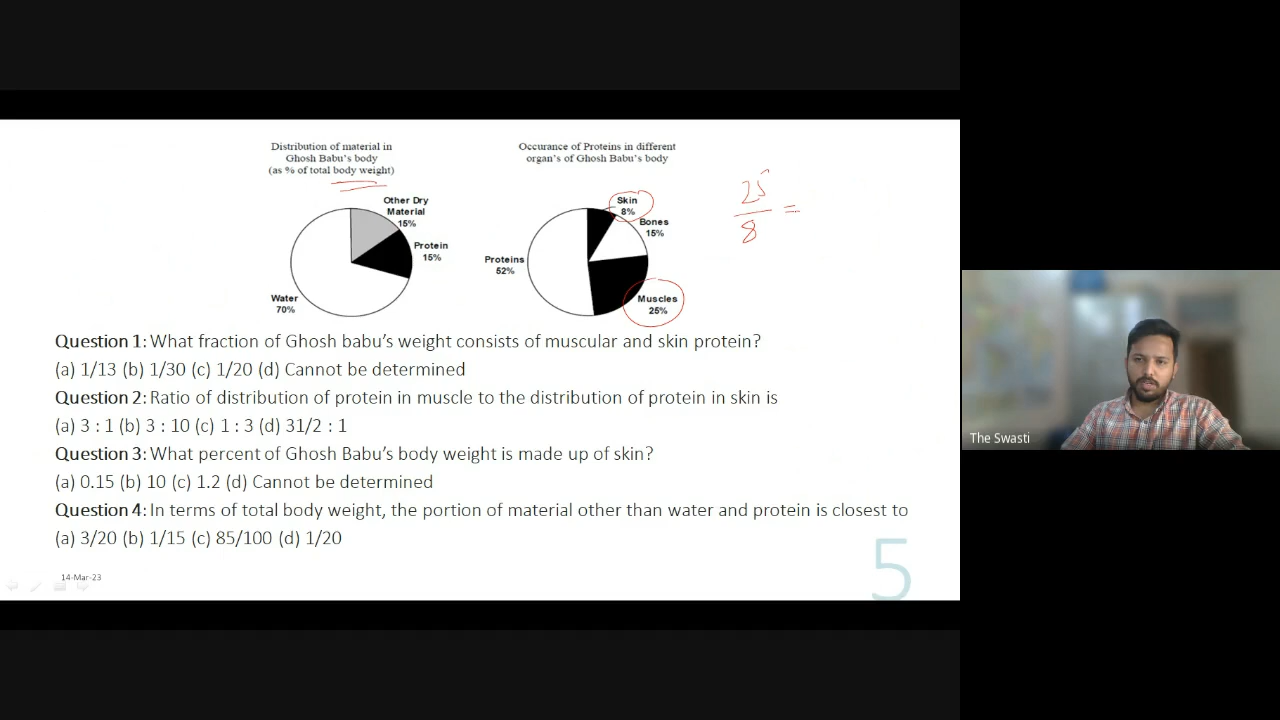 Distribution of material in
Ghosh Babu's body
(as % of total body weight)
Other Dry
Material
15%
Protein
15%
Water
70%
Occurance of Proteins in different
organ's of Ghosh Babu's body
Skin
8%
Bones
15%
Proteins
52%
Muscles
25%
25
8 =
Question 1: What fraction of Ghosh babu's weight consists of muscular and skin protein?
(a) 1/13 (b) 1/30 (c) 1/20 (d) Cannot be determined
Question 2: Ratio of distribution of protein in muscle to the distribution of protein in skin is
(a) 3 : 1 (b) 3 : 10 (c) 1 : 3 (d) 31/2 : 1
Question 3: What percent of Ghosh Babu's body weight is made up of skin?
(a) 0.15 (b) 10 (c) 1.2 (d) Cannot be determined
Question 4: In terms of total body weight, the portion of material other than water and protein is closest to
(a) 3/20 (b) 1/15 (c) 85/100 (d) 1/20
14-Mar-23
5
The Swasti